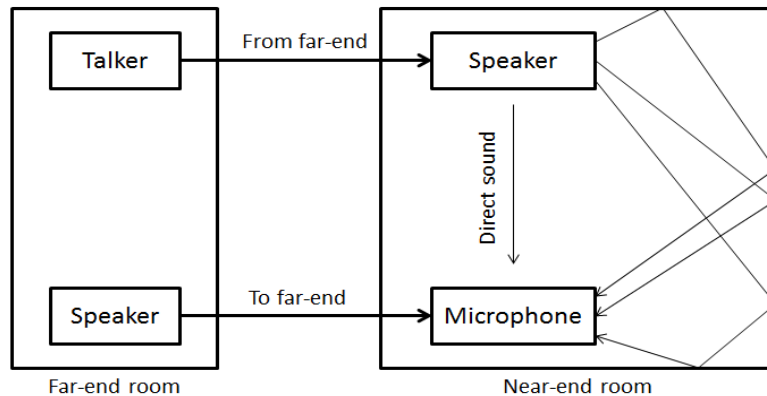 From far-end
Talker
Speaker
Direct sound
To far-end
Speaker
Microphone
Far-end room
Near-end room